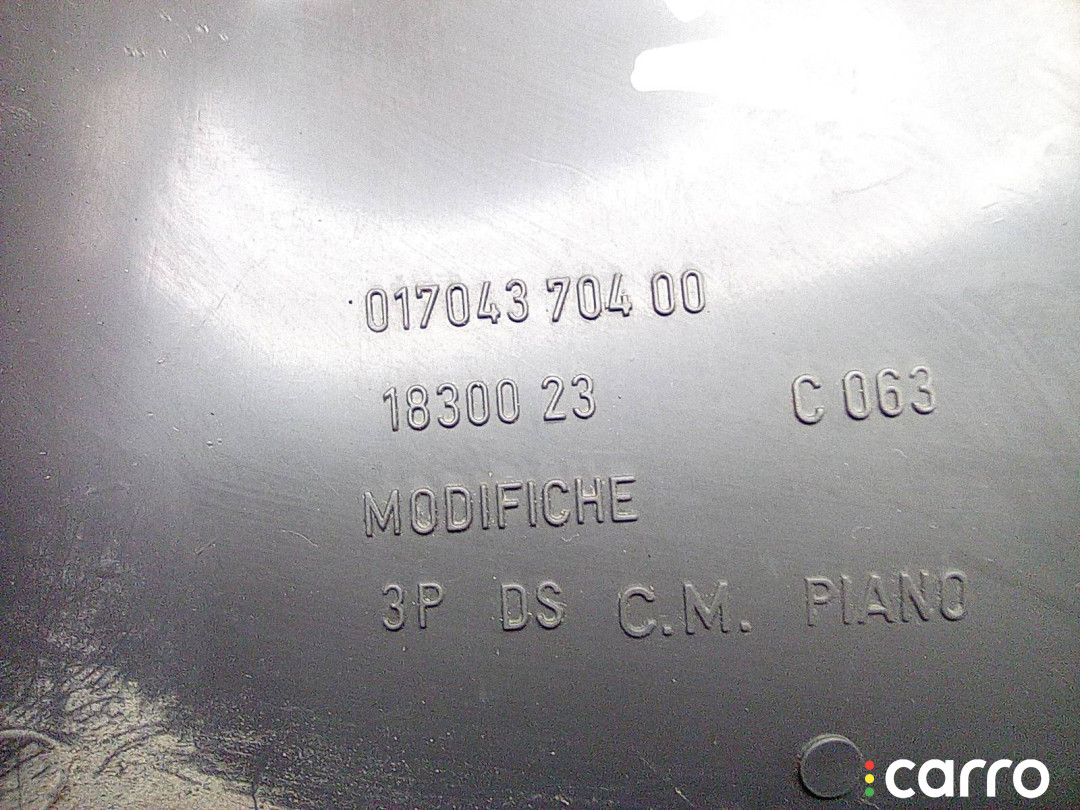 017043 704 00
18300 23 C 063
MODIFICHE
3P DS C.M. PIANO
carro